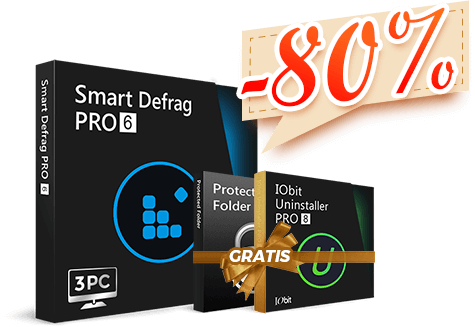 -80%
Smart Defrag
PRO 6
Smart Defrag PRO 6
3PC
Protected Folder
Protec
Folder
IObit
Uninstaller
PRO 8
GRATIS
IObit